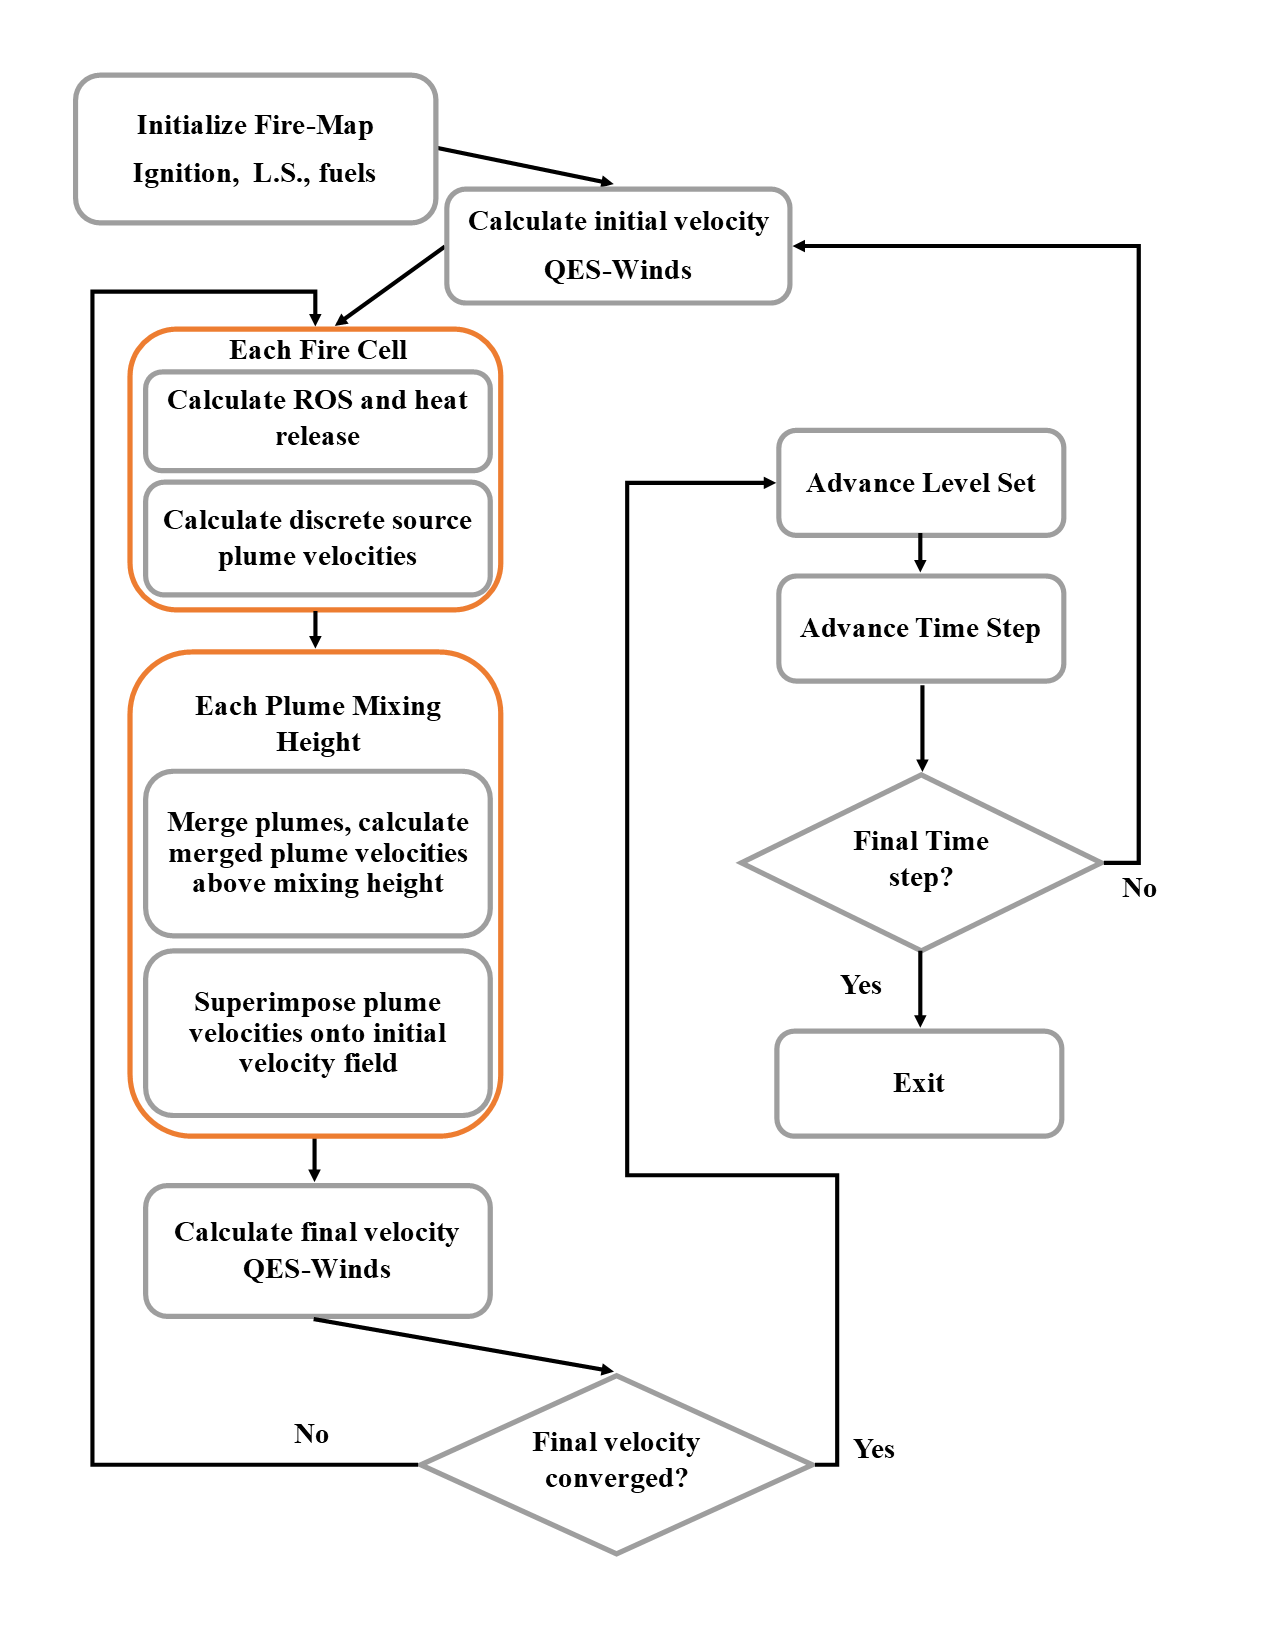 Initialize Fire-Map
Ignition,  L.S., fuels
Calculate initial velocity
QES-Winds
Each Fire Cell
Calculate ROS and heat
release
Calculate discrete source
plume velocities
Each Plume Mixing
Height
Merge plumes, calculate
merged plume velocities
above mixing height
Superimpose plume
velocities onto initial
velocity field
Calculate final velocity
QES-Winds
Final velocity
converged?
No
Yes
Advance Level Set
Advance Time Step
Final Time
step?
No
Yes
Exit